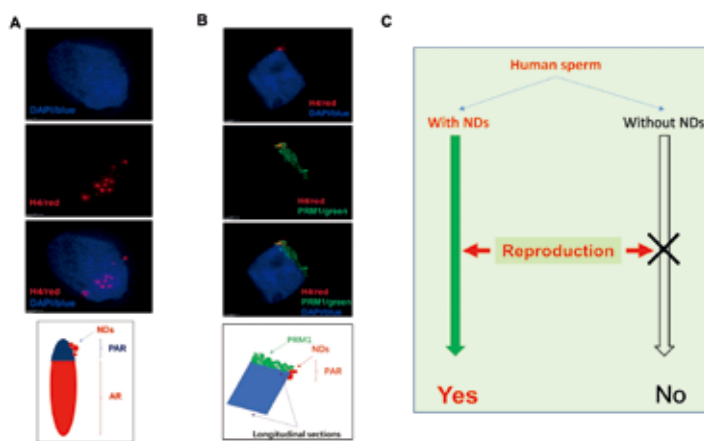 A
DAPI/blue
H4/red
H4/red
DAPI/blue
NDs
PAR
AR
B
H4/red
DAPI/blue
H4/red
PRM1/green
H4/red
PRM1/green
DAPI/blue
PRM1
NDs
PAR
Longitudinal sections
C
Human sperm
With NDs
Without NDs
Reproduction
Yes
No